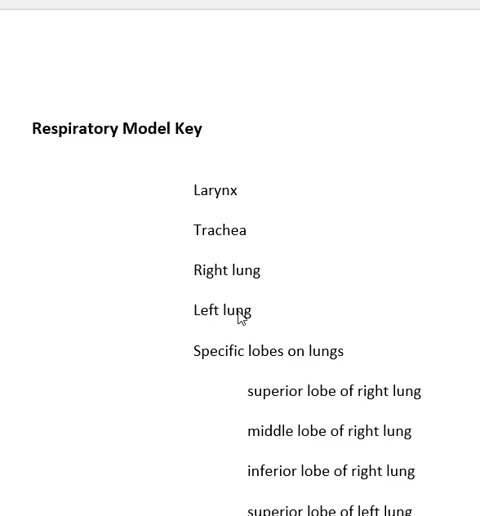 Respiratory Model Key
Larynx
Trachea
Right lung
Left lung
Specific lobes on lungs
superior lobe of right lung
middle lobe of right lung
inferior lobe of right lung
superior lobe of left lung